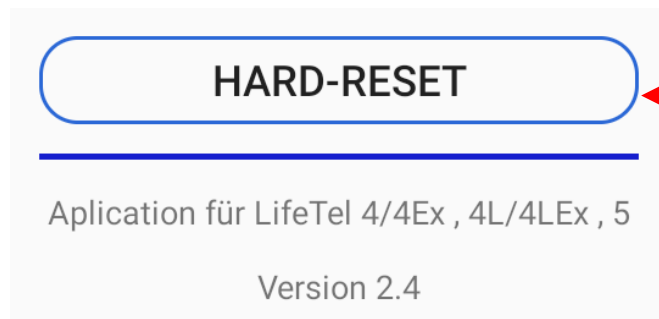 HARD-RESET
Aplication für LifeTel 4/4Ex , 4L/4LEx , 5
Version 2.4